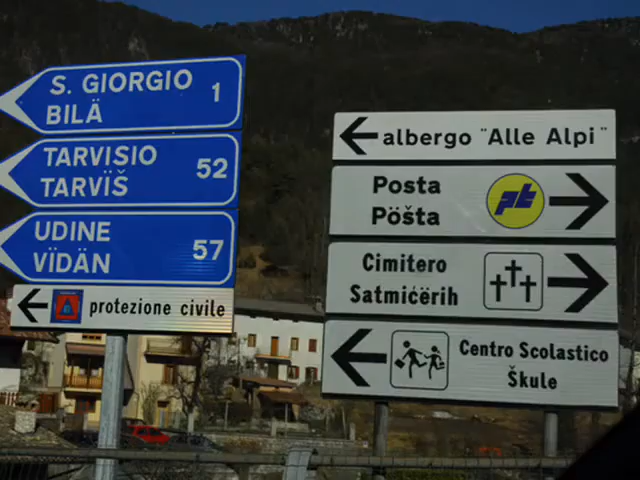 S. GIORGIO 1
BILÄ
TARVISIO 52
TARVÏŠ
UDINE 57
VĪDÄN
protezione civile
albergo "Alle Alpi"
Posta
Pöšta
pt
Cimitero
Satmićërih
Centro Scolastico
Škule